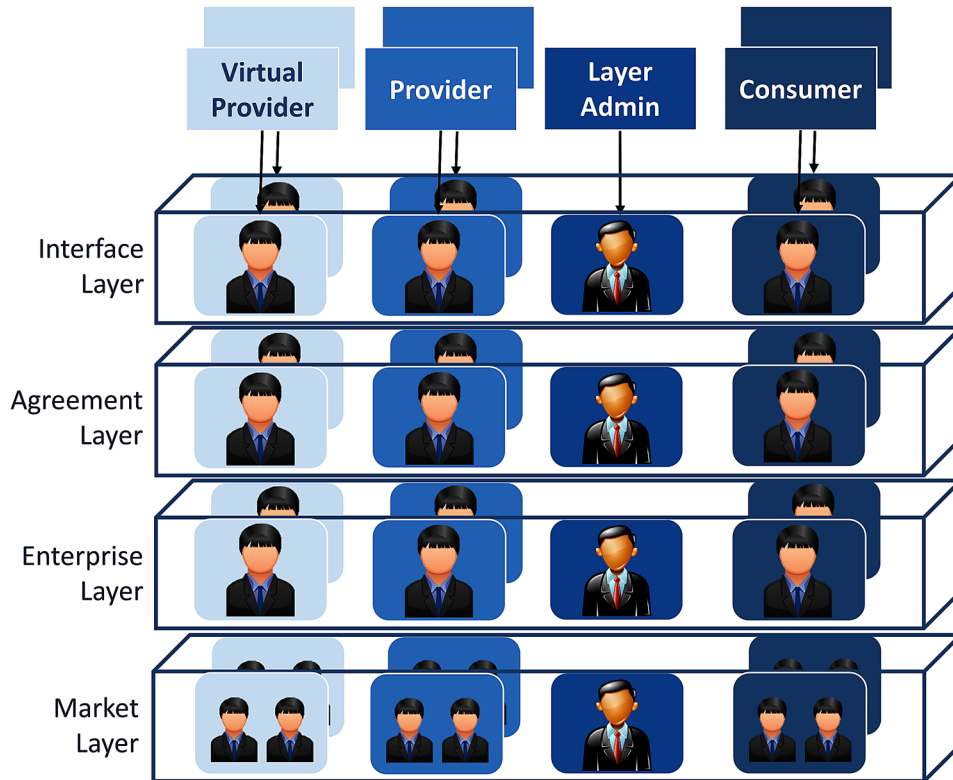 Virtual
Provider
Provider
Layer
Admin
Consumer
Interface
Layer
Agreement
Layer
Enterprise
Layer
Market
Layer